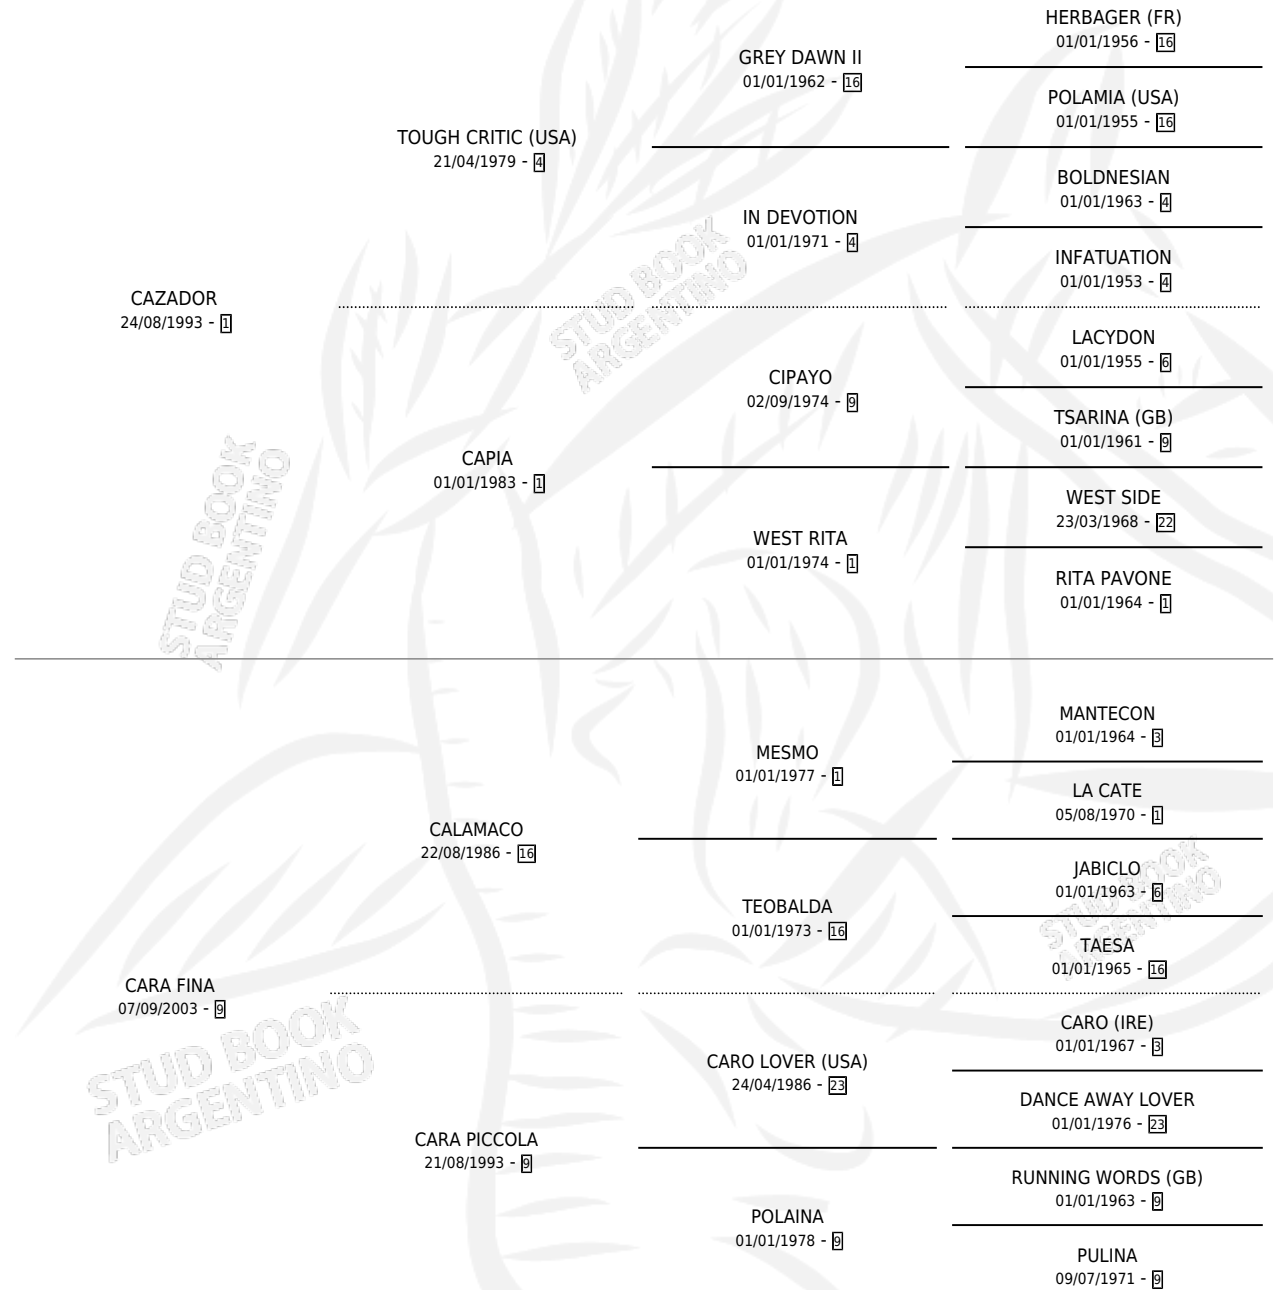 HERBAGER (FR)
01/01/1956 - 16
GREY DAWN II
01/01/1962 - 16
POLAMIA (USA)
01/01/1955 - 16
TOUGH CRITIC (USA)
21/04/1979 - 4
BOLDNESIAN
01/01/1963 - 4
IN DEVOTION
01/01/1971 - 4
INFATUATION
01/01/1953 - 4
CAZADOR
24/08/1993 - 1
LACYDON
01/01/1955 - 6
CIPAYO
02/09/1974 - 9
TSARINA (GB)
01/01/1961 - 9
CAPIA
01/01/1983 - 1
WEST SIDE
23/03/1968 - 22
WEST RITA
01/01/1974 - 1
RITA PAVONE
01/01/1964 - 1
MANTECON
01/01/1964 - 3
MESMO
01/01/1977 - 1
LA CATE
05/08/1970 - 1
CALAMACO
22/08/1986 - 16
JABICLO
01/01/1963 - 6
TEOBALDA
01/01/1973 - 16
TAESA
01/01/1965 - 16
CARA FINA
07/09/2003 - 9
CARO (IRE)
01/01/1967 - 3
CARO LOVER (USA)
24/04/1986 - 23
DANCE AWAY LOVER
01/01/1976 - 23
CARA PICCOLA
21/08/1993 - 9
RUNNING WORDS (GB)
01/01/1963 - 9
POLAINA
01/01/1978 - 9
PULINA
09/07/1971 - 9
STUD BOOK
ARGENTINO
STUD BOOK
ARGENTINO
STUD BOOK
ARGENTINO
STUD BOOK
ARGENTINO